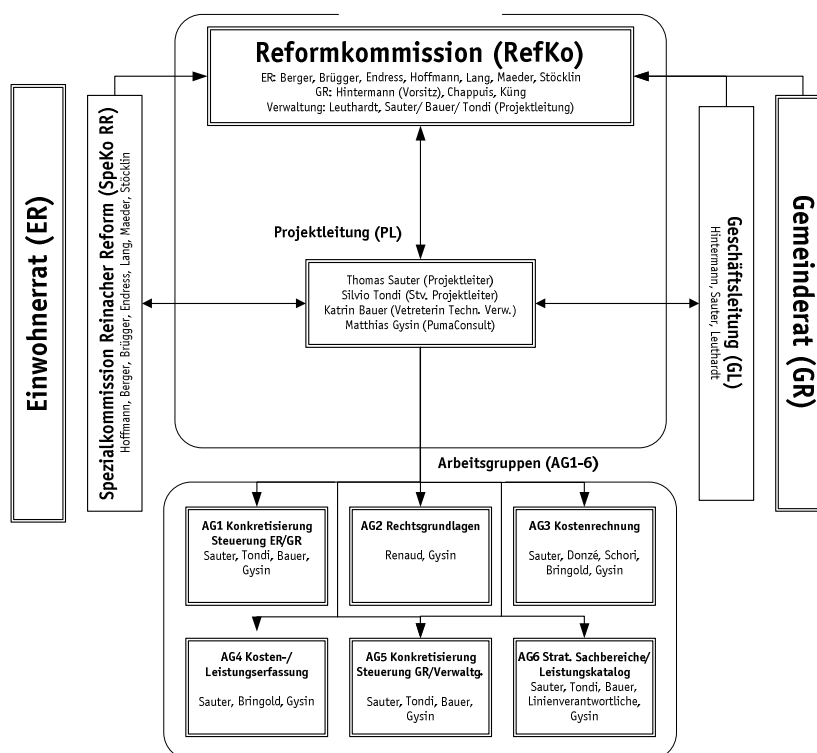 Reformkommission (RefKo)
ER: Berger, Brügger, Endress, Hoffmann, Lang, Maeder, Stöcklin
GR: Hintermann (Vorsitz), Chappuis, Küng
Verwaltung: Leuthardt, Sauter/ Bauer/ Tondi (Projektleitung)
Einwohnerrat (ER)
Spezialkommission Reinacher Reform (SpeKo RR)
Hoffmann, Berger, Brügger, Endress, Lang, Maeder, Stöcklin
Projektleitung (PL)
Thomas Sauter (Projektleiter)
Silvio Tondi (Stv. Projektleiter)
Katrin Bauer (Vetreterin Techn. Verw.)
Matthias Gysin (PumaConsult)
Geschäftsleitung (GL)
Hintermann, Sauter, Leuthardt
Gemeinderat (GR)
Arbeitsgruppen (AG1-6)
AG1 Konkretisierung
Steuerung ER/GR
Sauter, Tondi, Bauer,
Gysin
AG2 Rechtsgrundlagen
Renaud, Gysin
AG3 Kostenrechnung
Sauter, Donzé, Schori,
Bringold, Gysin
AG4 Kosten-/
Leistungserfassung
Sauter, Bringold, Gysin
AG5 Konkretisierung
Steuerung GR/Verwaltg.
Sauter, Tondi, Bauer,
Gysin
AG6 Strat. Sachbereiche/
Leistungskatalog
Sauter, Tondi, Bauer,
Linienverantwortliche,
Gysin